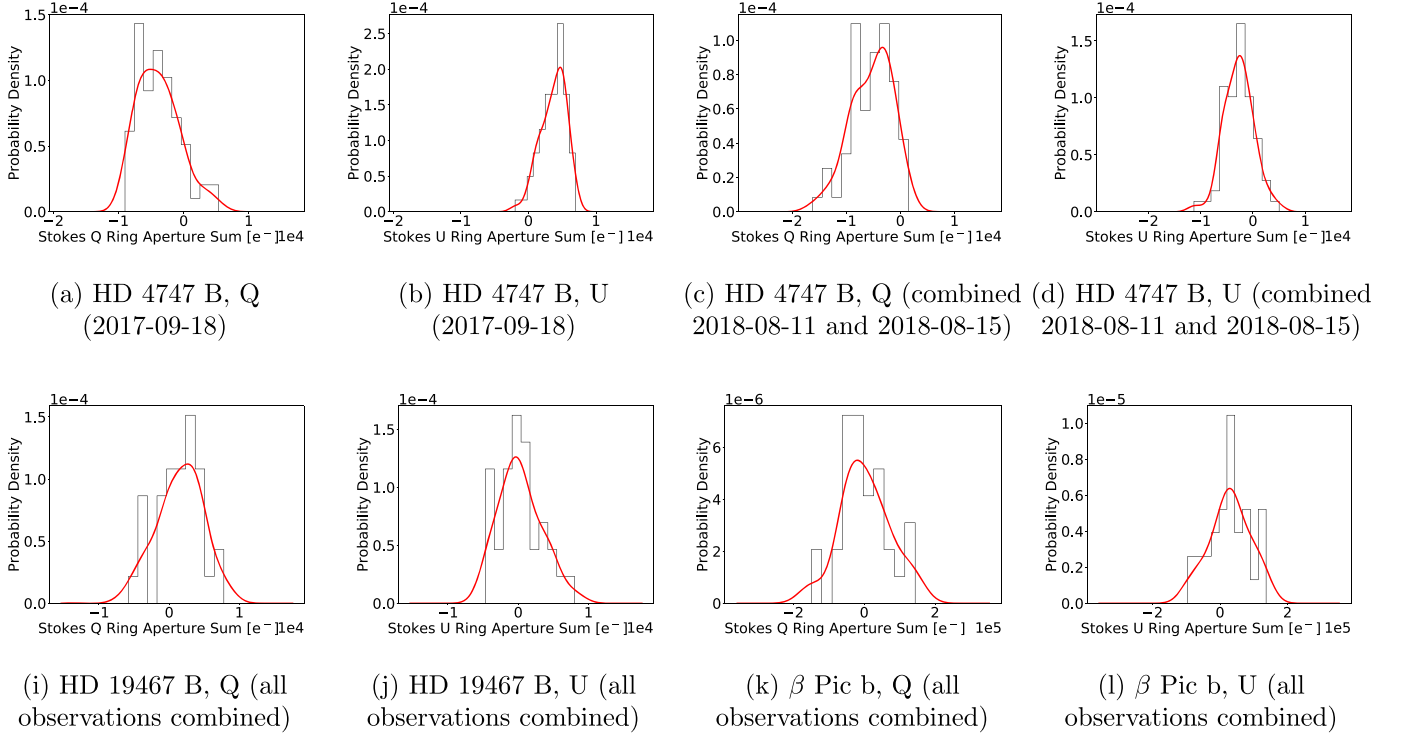 1e−4
1.5
1.0
0.5
0.0
Probability Density
−2 −1 0 1
Stokes Q Ring Aperture Sum [e−] 1e4
(a) HD 4747 B, Q
(2017-09-18)
1e−4
2.5
2.0
1.5
1.0
0.5
0.0
Probability Density
−2 −1 0 1
Stokes U Ring Aperture Sum [e−] 1e4
(b) HD 4747 B, U
(2017-09-18)
1e−4
1.0
0.8
0.6
0.4
0.2
0.0
Probability Density
−2 −1 0 1
Stokes Q Ring Aperture Sum [e−] 1e4
(c) HD 4747 B, Q (combined
2018-08-11 and 2018-08-15)
1e−4
1.5
1.0
0.5
0.0
Probability Density
−2 −1 0 1
Stokes U Ring Aperture Sum [e−] 1e4
(d) HD 4747 B, U (combined
2018-08-11 and 2018-08-15)
1e−4
1.5
1.0
0.5
0.0
Probability Density
−1 0 1
Stokes Q Ring Aperture Sum [e−] 1e4
(i) HD 19467 B, Q (all
observations combined)
1e−4
1.5
1.0
0.5
0.0
Probability Density
−1 0 1
Stokes U Ring Aperture Sum [e−] 1e4
(j) HD 19467 B, U (all
observations combined)
1e−6
6
4
2
0
Probability Density
−2 0 2
Stokes Q Ring Aperture Sum [e−] 1e5
(k) β Pic b, Q (all
observations combined)
1e−5
1.0
0.8
0.6
0.4
0.2
0.0
Probability Density
−2 0 2
Stokes U Ring Aperture Sum [e−] 1e5
(l) β Pic b, U (all
observations combined)